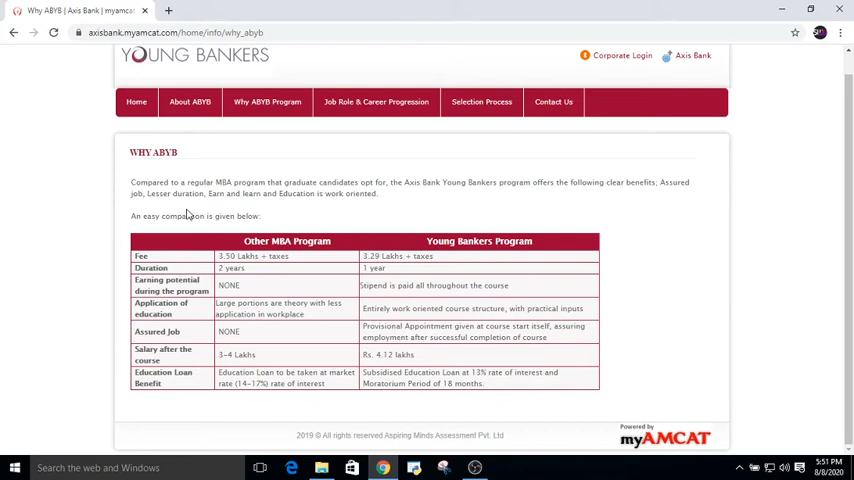 Why ABYB | Axis Bank | myamcat
axisbank.myamcat.com/home/info/why_abyb
YOUNG BANKERS
Corporate Login
Axis Bank
Home
About ABYB
Why ABYB Program
Job Role & Career Progression
Selection Process
Contact Us
WHY ABYB
Compared to a regular MBA program that graduate candidates opt for, the Axis Bank Young Bankers program offers the following clear benefits; Assured
job, Lesser duration, Earn and learn and Education is work oriented.
An easy comparison is given below:
Other MBA Program
Young Bankers Program
Fee
3.50 Lakhs + taxes
3.29 Lakhs + taxes
Duration
2 years
1 year
Earning potential
during the program
NONE
Stipend is paid all throughout the course
Application of
education
Large portions are theory with less
application in workplace
Entirely work oriented course structure, with practical inputs
Assured Job
NONE
Provisional Appointment given at course start itself, assuring
employment after successful completion of course
Salary after the
course
3-4 Lakhs
Rs. 4.12 lakhs
Education Loan
Benefit
Education Loan to be taken at market
rate (14-17%) rate of interest
Subsidised Education Loan at 13% rate of interest and
Moratorium Period of 18 months.
2019 © All rights reserved Aspiring Minds Assessment Pvt. Ltd
Powered by
myAMCAT
Search the web and Windows
5:51 PM
8/8/2020